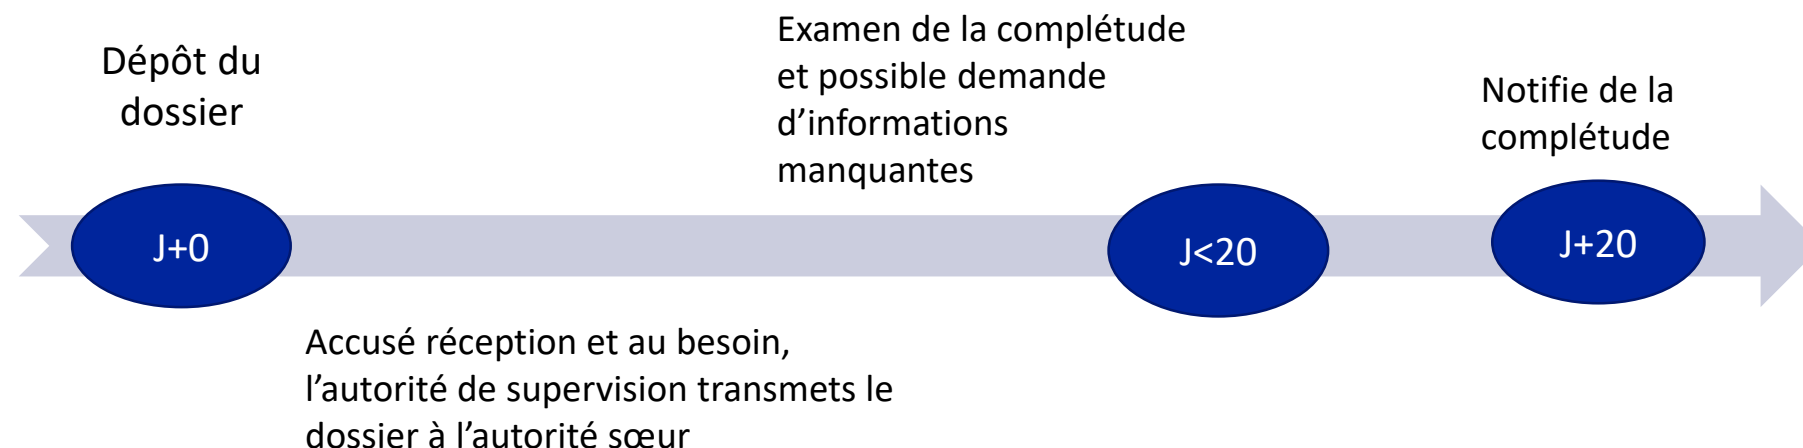 Dépôt du
dossier
Examen de la complétude
et possible demande
d’informations
manquantes
Notifie de la
complétude
J+0
J<20
J+20
Accusé réception et au besoin,
l’autorité de supervision transmets le
dossier à l’autorité sœur